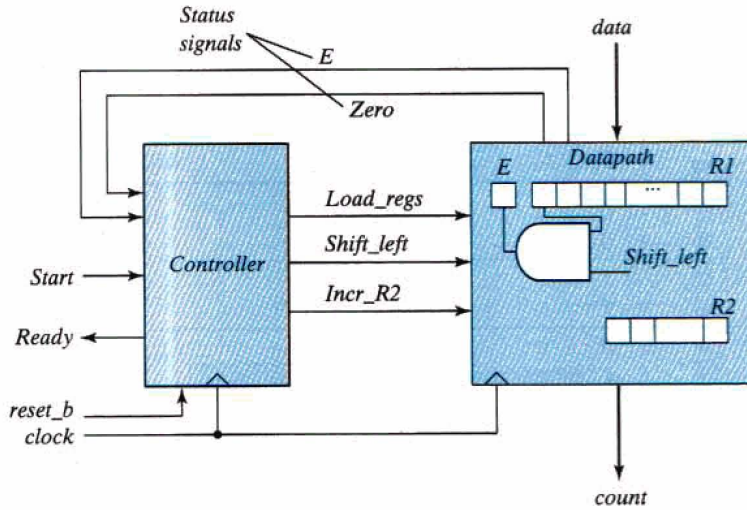 Status
signals
E
Zero
data
Datapath
E
R1
...
Load_regs
Shift_left
Controller
Shift_left
Start
Incr_R2
R2
Ready
reset_b
clock
count